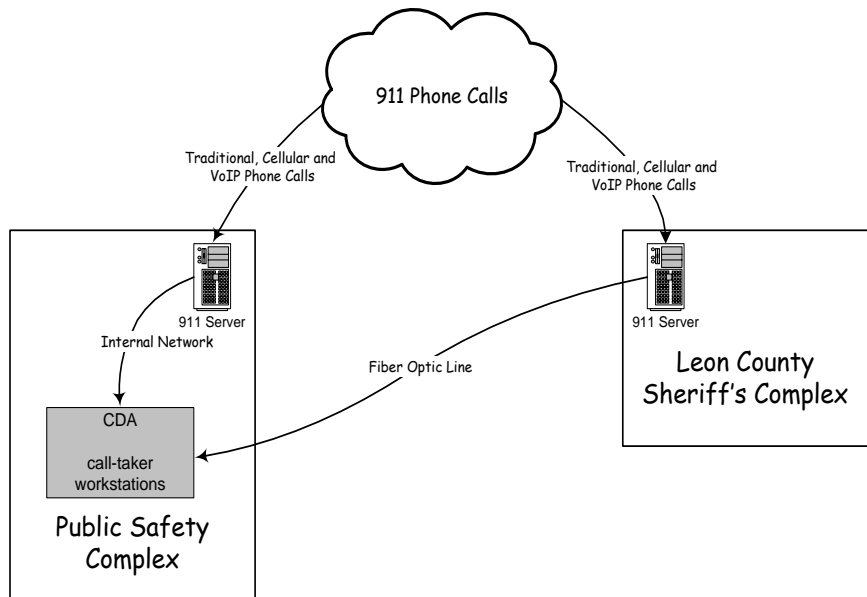 911 Phone Calls
Traditional, Cellular and
VoIP Phone Calls
Traditional, Cellular and
VoIP Phone Calls
911 Server
911 Server
Internal Network
Fiber Optic Line
Leon County
Sheriff's Complex
CDA
call-taker
workstations
Public Safety
Complex